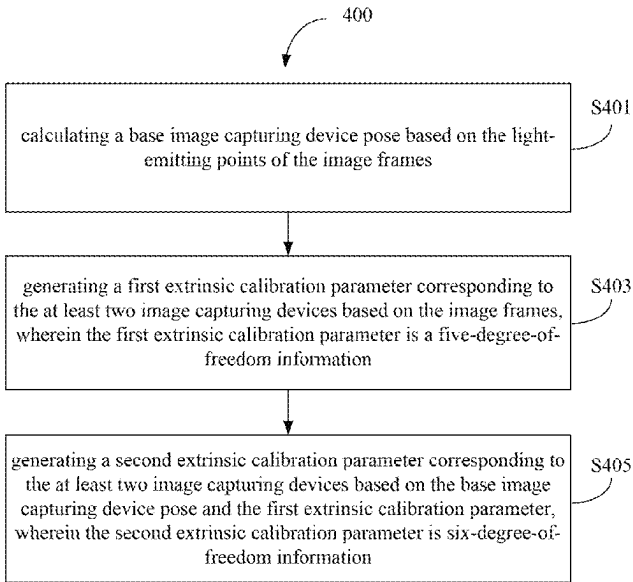 400
S401
calculating a base image capturing device pose based on the light-
emitting points of the image frames
S403
generating a first extrinsic calibration parameter corresponding to
the at least two image capturing devices based on the image frames,
wherein the first extrinsic calibration parameter is a five-degree-of-
freedom information
S405
generating a second extrinsic calibration parameter corresponding to
the at least two image capturing devices based on the base image
capturing device pose and the first extrinsic calibration parameter,
wherein the second extrinsic calibration parameter is six-degree-of-
freedom information